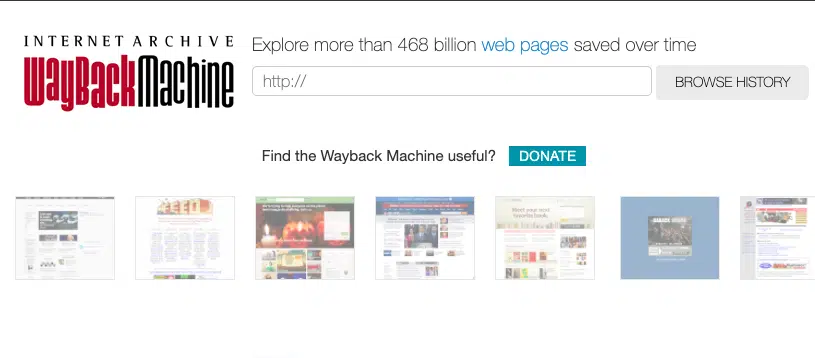 INTERNET ARCHIVE
WayBackMachine
Explore more than 468 billion web pages saved over time
http://
BROWSE HISTORY
Find the Wayback Machine useful?
DONATE